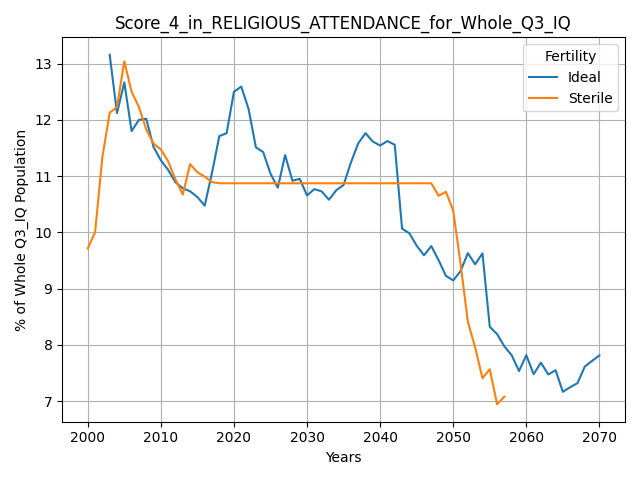 Score_4_in_RELIGIOUS_ATTENDANCE_for_Whole_Q3_IQ
Fertility
Ideal
Sterile
13
12
11
10
9
8
7
% of Whole Q3_IQ Population
2000 2010 2020 2030 2040 2050 2060 2070
Years